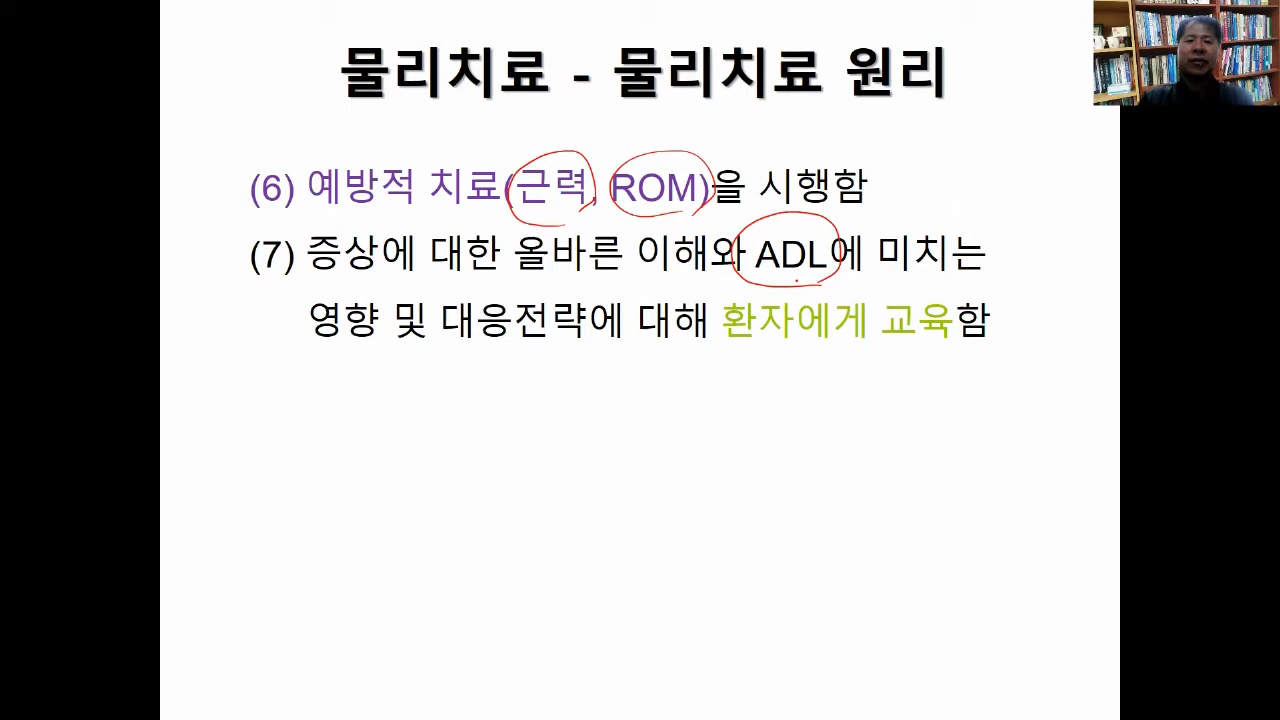 물리치료 - 물리치료 원리
(6) 예방적 치료(근력, ROM)을 시행함
(7) 증상에 대한 올바른 이해와 ADL에 미치는
영향 및 대응전략에 대해 환자에게 교육함